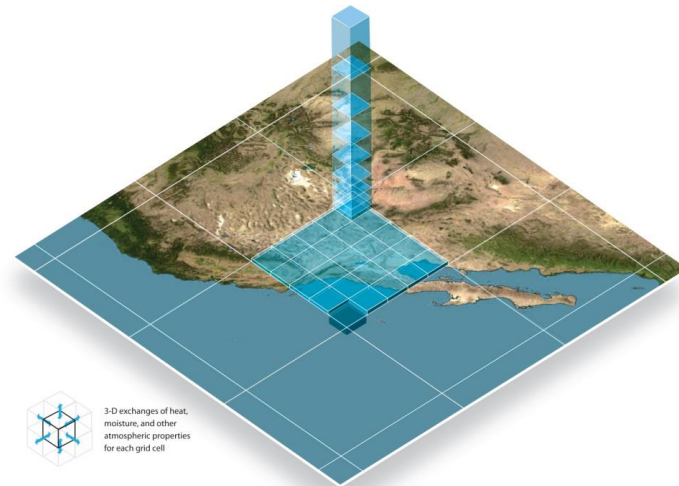 3-D exchanges of heat,
moisture, and other
atmospheric properties
for each grid cell